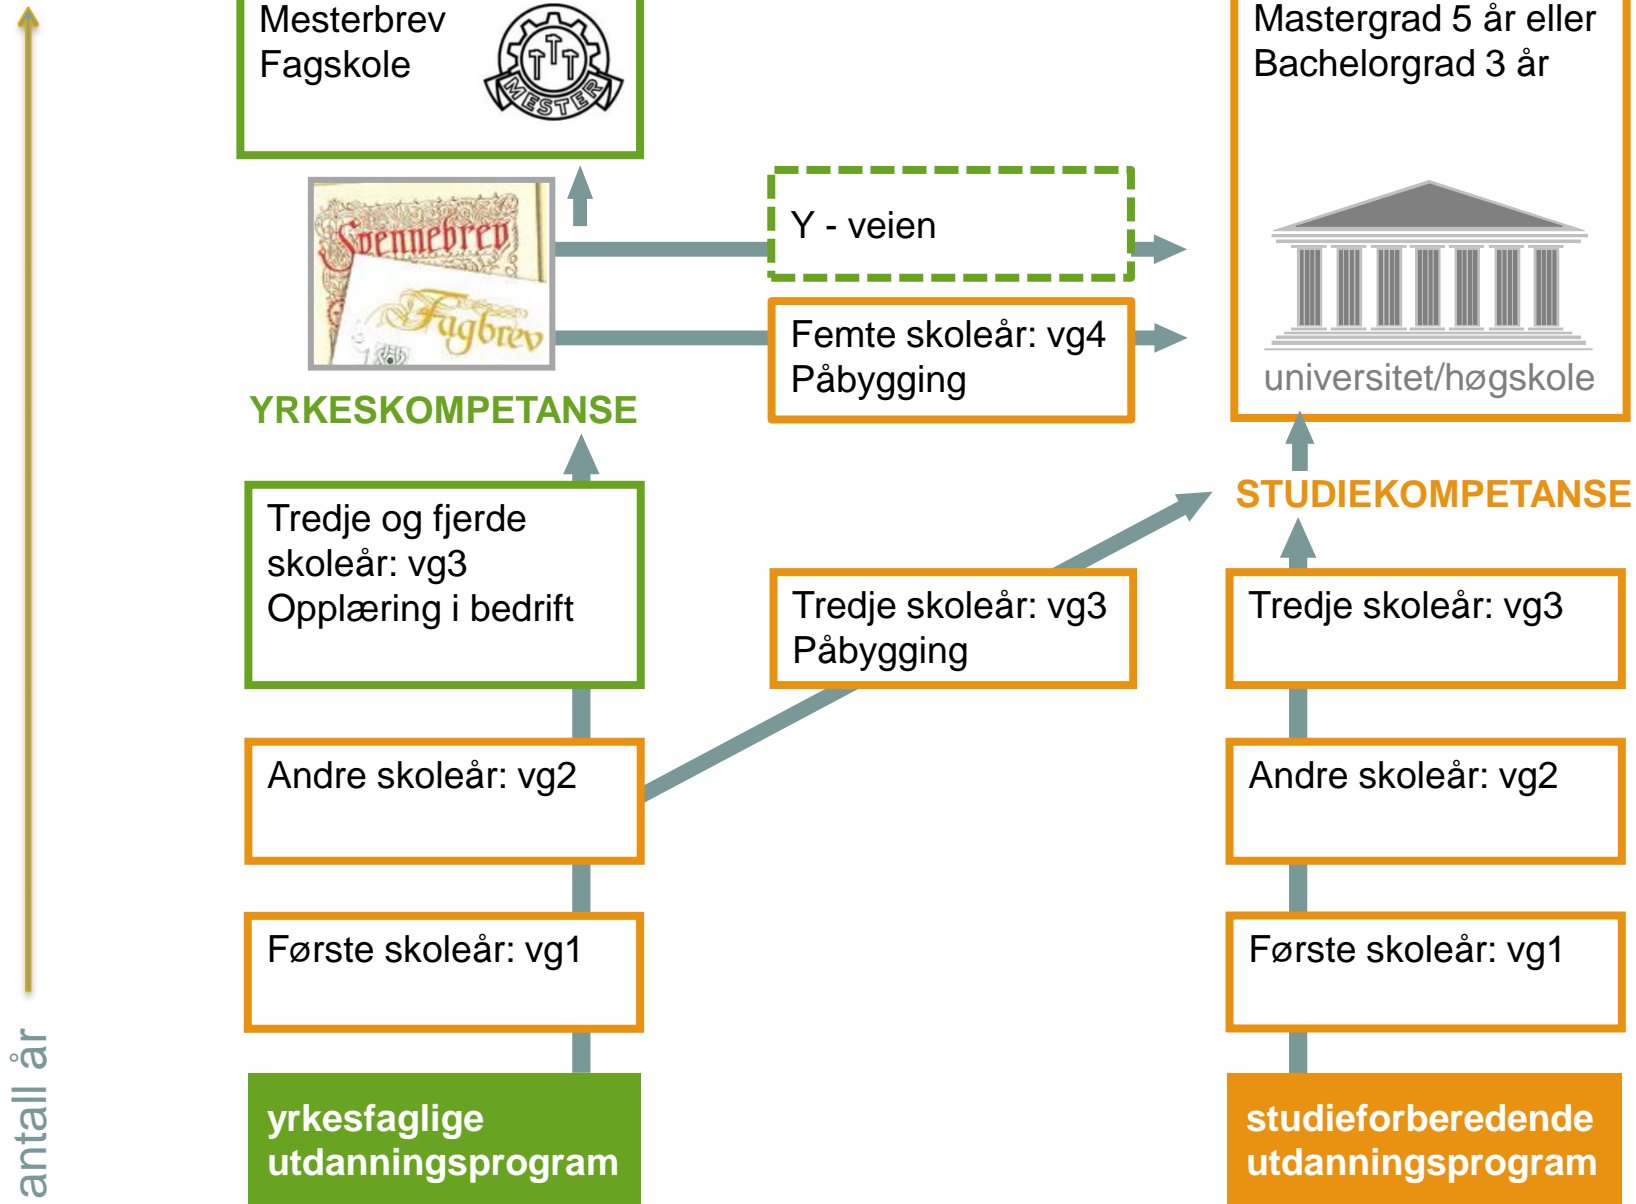 Mesterbrev
Fagskole
MESTER
Mastergrad 5 år eller
Bachelorgrad 3 år
Svennebrev
Fagbrev
Y - veien
Femte skoleår: vg4
Påbygging
universitet/høgskole
YRKESKOMPETANSE
STUDIEKOMPETANSE
Tredje og fjerde
skoleår: vg3
Opplæring i bedrift
Tredje skoleår: vg3
Påbygging
Tredje skoleår: vg3
Andre skoleår: vg2
Andre skoleår: vg2
Første skoleår: vg1
Første skoleår: vg1
antall år
yrkesfaglige
utdanningsprogram
studieforberedende
utdanningsprogram